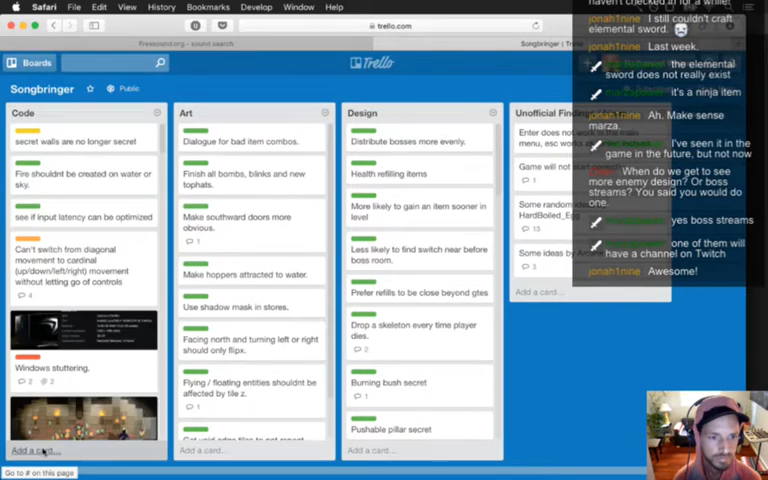 Safari File Edit View History Bookmarks Develop Window Help
trello.com
Freesound.org - sound search
Songbringer | Tre
Boards
Trello
Songbringer
Public
Code
secret walls are no longer secret
Fire shouldnt be created on water or
sky.
see if input latency can be optimized
Can't switch from diagonal
movement to cardinal
(up/down/left/right) movement
without letting go of controls
4
Windows stuttering.
2 2
Add a card...
Go to # on this page
Art
Dialogue for bad item combos.
Finish all bombs, blinks and new
tophats.
Make southward doors more
obvious.
1
Make hoppers attracted to water.
Use shadow mask in stores.
Facing north and turning left or right
should only flipx.
Flying / floating entities shouldnt be
affected by tile z.
1
Add a card...
Design
Distribute bosses more evenly.
Health refilling items
More likely to gain an item sooner in
level
Less likely to find switch near before
boss room.
Prefer refills to be close beyond gtes
Drop a skeleton every time player
dies.
2
Burning bush secret
1
Pushable pillar secret
Add a card...
Unofficial Findings
Enter does not work in the main
menu, esc works
Game will not start
1
Some random
HardBoiled_Egg
13
Some ideas by
3
Add a card...
haven't checked in for a while!
jonah1nine I still couldn't craft
elemental sword.
jonah1nine Last week.
the elemental
sword does not really exist
it's a ninja item
jonah1nine Ah. Make sense
marza.
I've seen it in the
game in the future, but not now
When do we get to see
more enemy design? Or boss
streams? You said you would do
one.
yes boss streams
one of them will
have a channel on Twitch
jonah1nine Awesome!